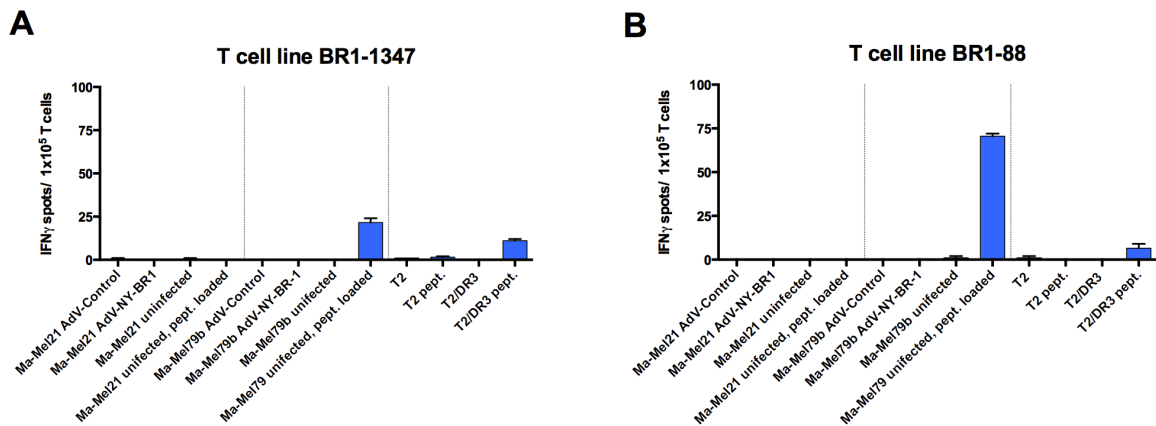 A
T cell line BR1-1347
IFNγ spots/ 1x10⁵ T cells
100
75
50
25
0
Ma-Mel21 AdV-Control
Ma-Mel21 AdV-NY-BR1
Ma-Mel21 uninfected
Ma-Mel21 unifected, pept. loaded
Ma-Mel79b AdV-Control
Ma-Mel79b AdV-NY-BR-1
Ma-Mel79b uninfected
Ma-Mel79 unifected, pept. loaded
T2
T2 pept.
T2/DR3
T2/DR3 pept.
B
T cell line BR1-88
IFNγ spots/ 1x10⁵ T cells
100
75
50
25
0
Ma-Mel21 AdV-Control
Ma-Mel21 AdV-NY-BR1
Ma-Mel21 uninfected
Ma-Mel21 unifected, pept. loaded
Ma-Mel79b AdV-Control
Ma-Mel79b AdV-NY-BR-1
Ma-Mel79b uninfected
Ma-Mel79 unifected, pept. loaded
T2
T2 pept.
T2/DR3
T2/DR3 pept.